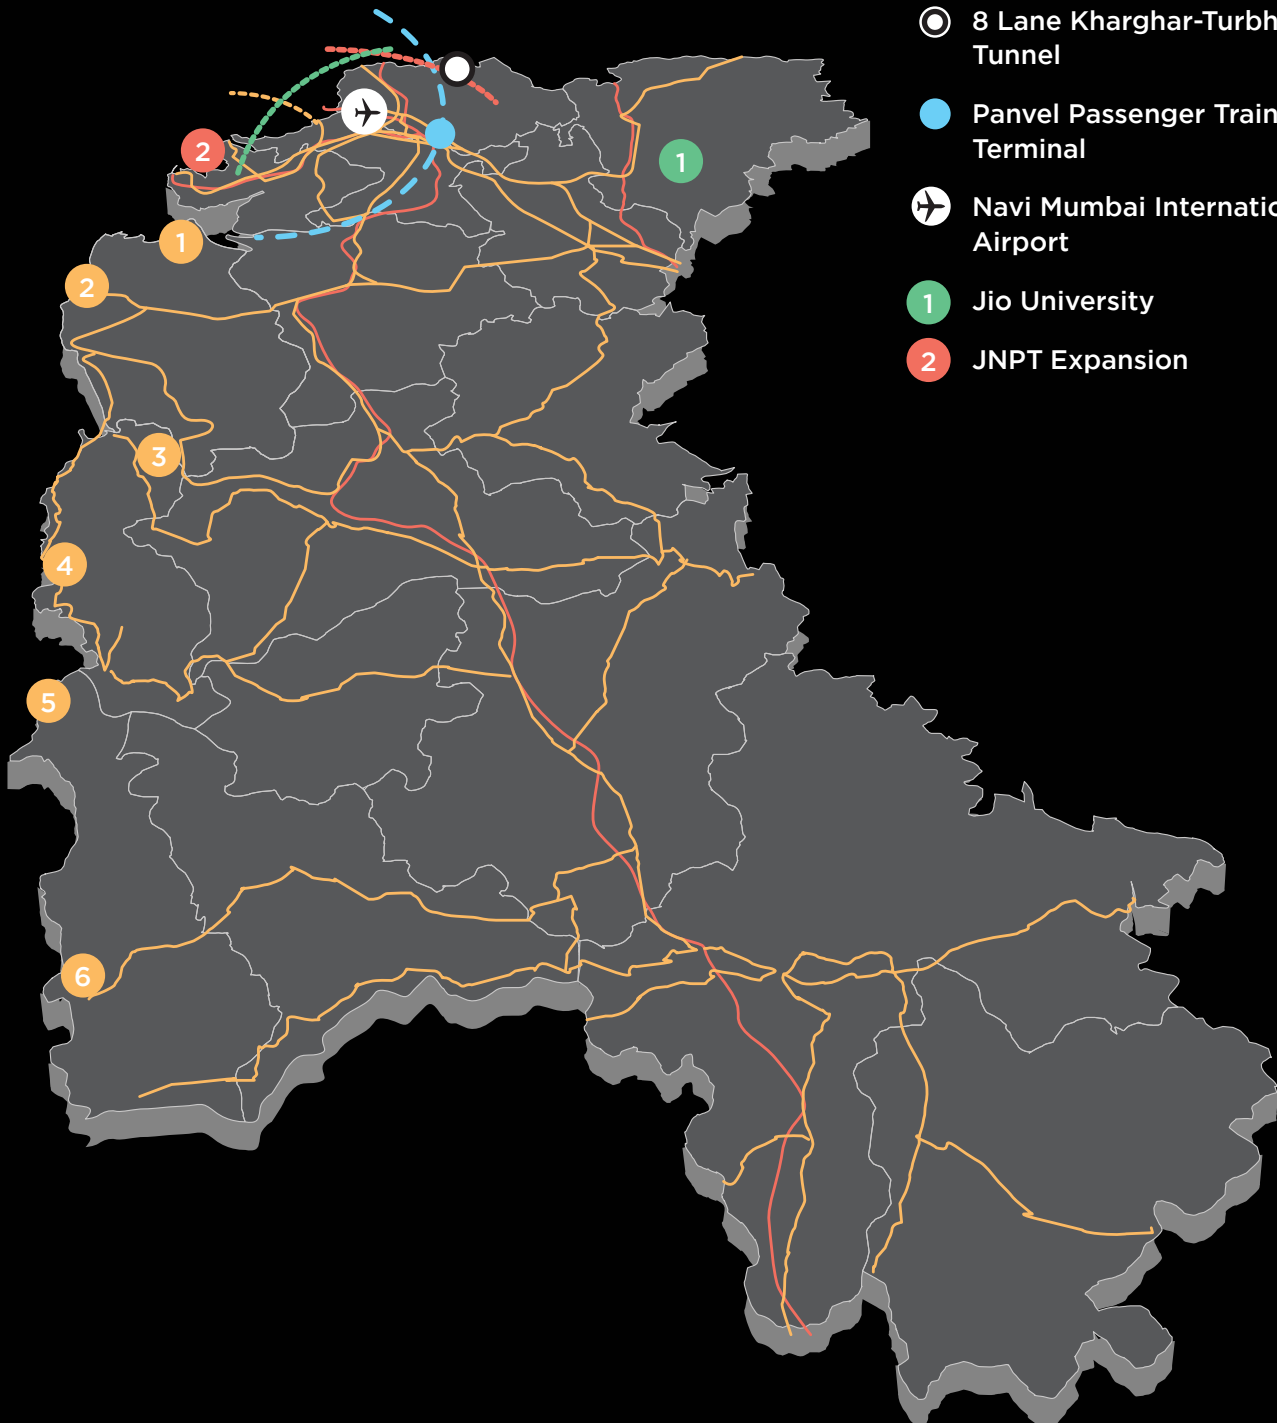 8 Lane Kharghar-Turbh
Tunnel
Panvel Passenger Train
Terminal
Navi Mumbai Internatio
Airport
1 Jio University
2 JNPT Expansion
2
1
1
2
3
4
5
6